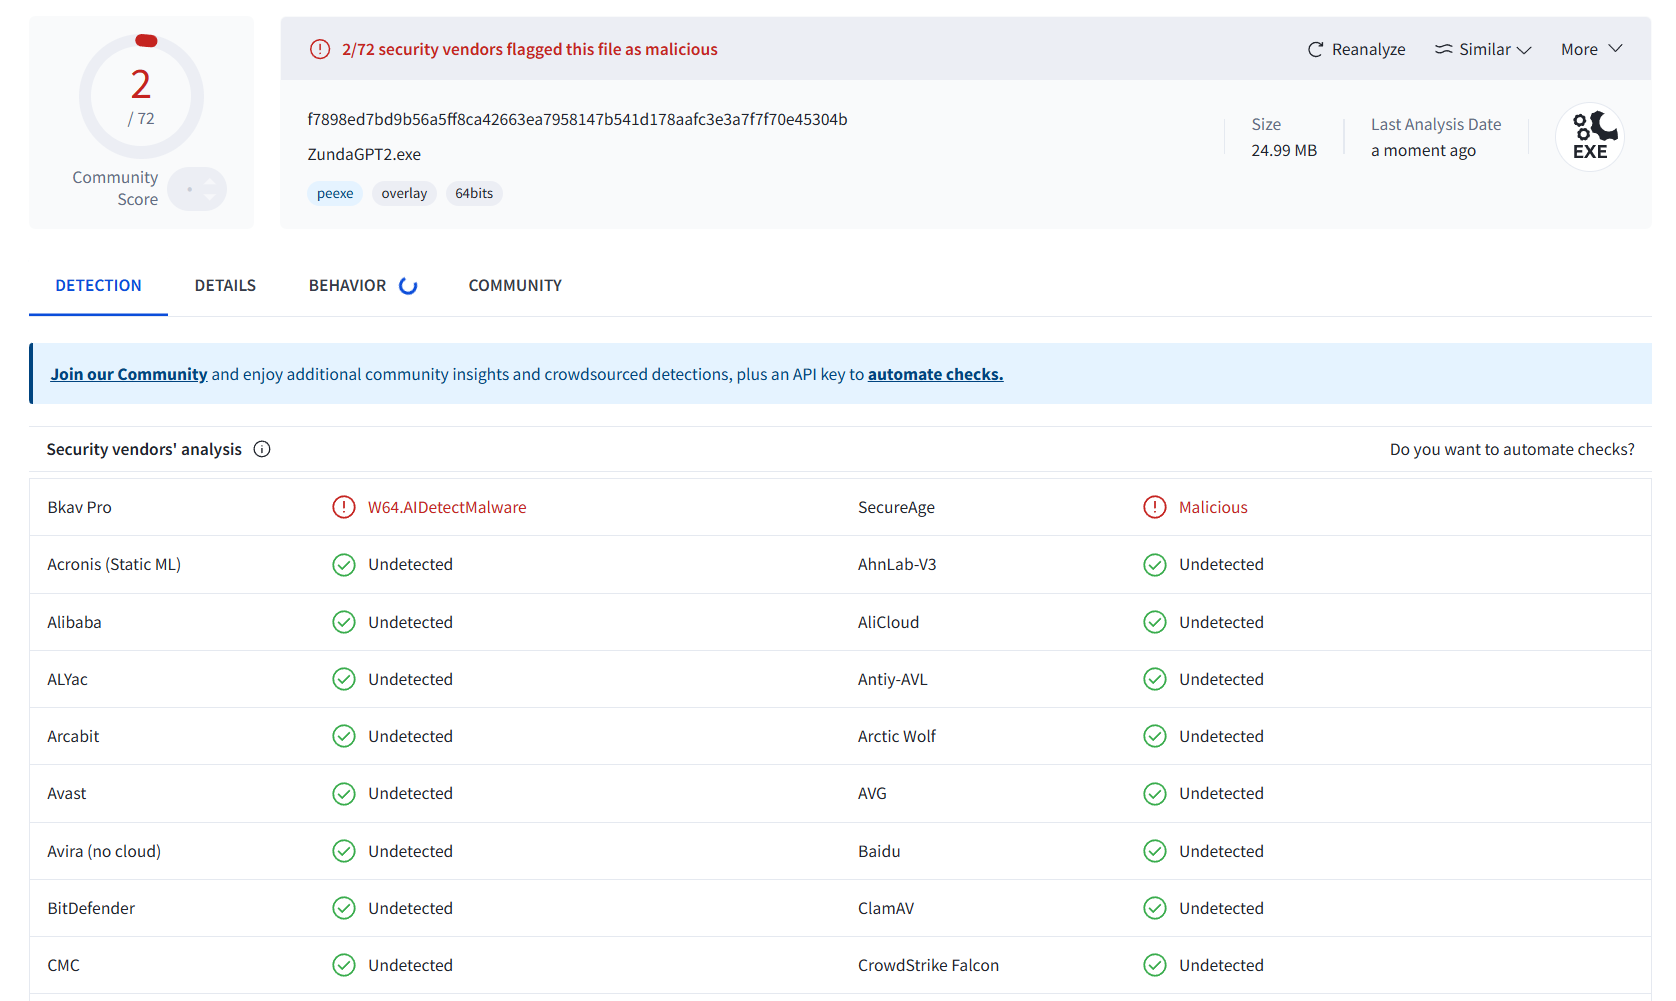 2
/ 72
Community
Score
2/72 security vendors flagged this file as malicious
Reanalyze
Similar
More
f7898ed7bd9b56a5ff8ca42663ea7958147b541d178aafc3e3a7f7f70e45304b
ZundaGPT2.exe
peexe overlay 64bits
Size
24.99 MB
Last Analysis Date
a moment ago
EXE
DETECTION DETAILS BEHAVIOR COMMUNITY
Join our Community and enjoy additional community insights and crowdsourced detections, plus an API key to automate checks.
Security vendors' analysis Do you want to automate checks?
Bkav Pro W64.AIDetectMalware SecureAge Malicious
Acronis (Static ML) Undetected AhnLab-V3 Undetected
Alibaba Undetected AliCloud Undetected
ALYac Undetected Antiy-AVL Undetected
Arcabit Undetected Arctic Wolf Undetected
Avast Undetected AVG Undetected
Avira (no cloud) Undetected Baidu Undetected
BitDefender Undetected ClamAV Undetected
CMC Undetected CrowdStrike Falcon Undetected